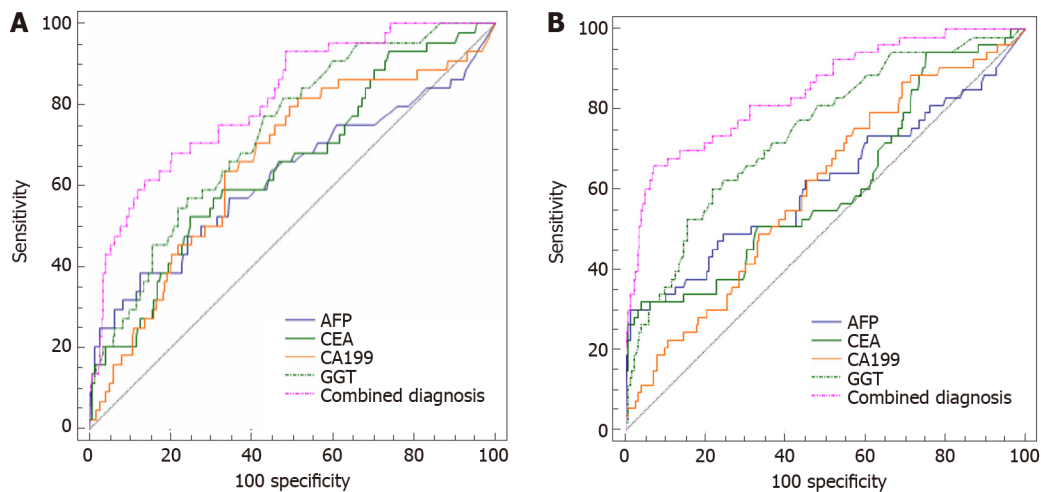 A
100
80
60
40
20
0
Sensitivity
AFP
CEA
CA199
GGT
Combined diagnosis
0 20 40 60 80 100
100 specificity
B
100
80
60
40
20
0
Sensitivity
AFP
CEA
CA199
GGT
Combined diagnosis
0 20 40 60 80 100
100 specificity